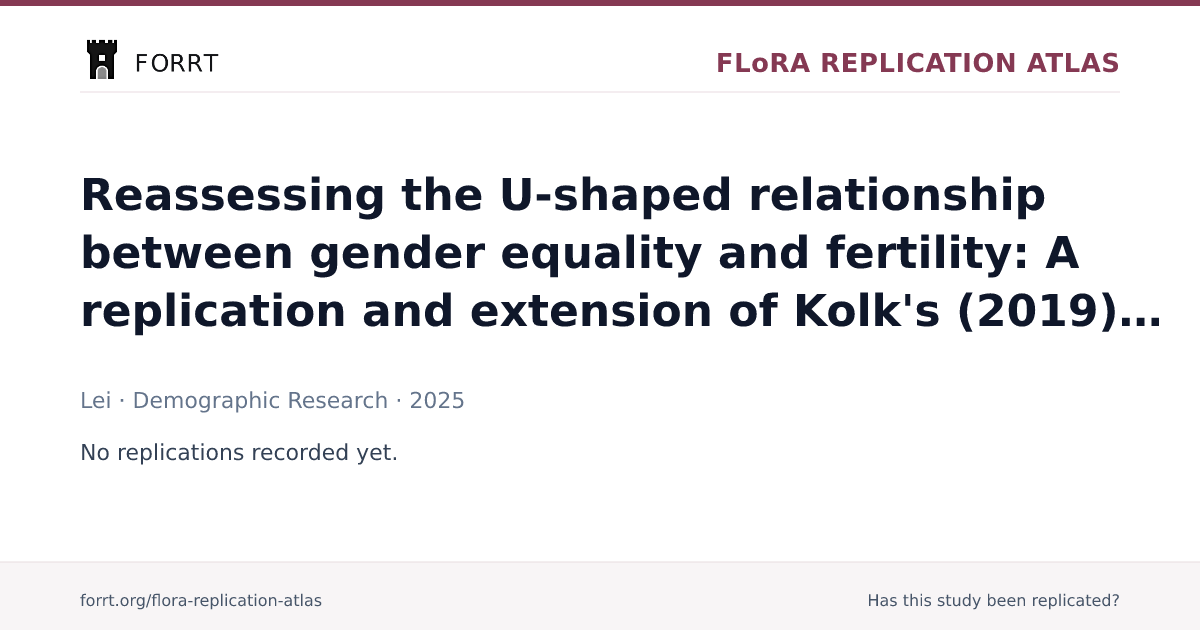 FORRT
FLoRA REPLICATION ATLAS
Reassessing the U-shaped relationship
between gender equality and fertility: A
replication and extension of Kolk's (2019)…
Lei · Demographic Research · 2025
No replications recorded yet.
forrt.org/flora-replication-atlas
Has this study been replicated?